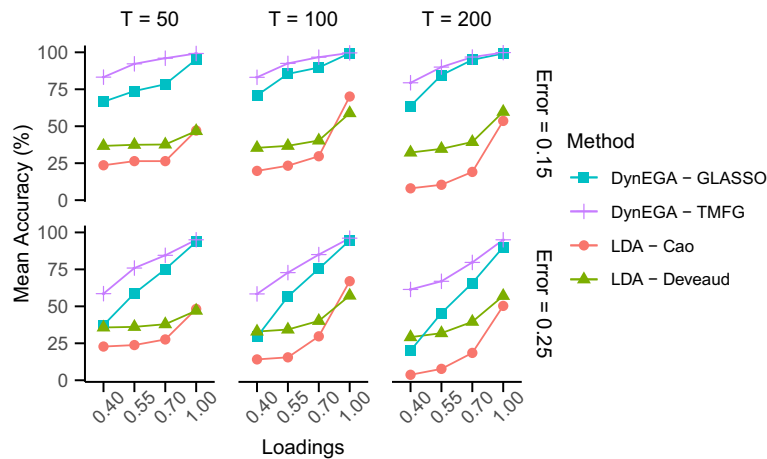 T = 50
T = 100
T = 200
100
75
50
25
0
Error = 0.15
Mean Accuracy (%)
100
75
50
25
0
Error = 0.25
0.40
0.55
0.70
1.00
0.40
0.55
0.70
1.00
0.40
0.55
0.70
1.00
Loadings
Method
DynEGA − GLASSO
DynEGA − TMFG
LDA − Cao
LDA − Deveaud